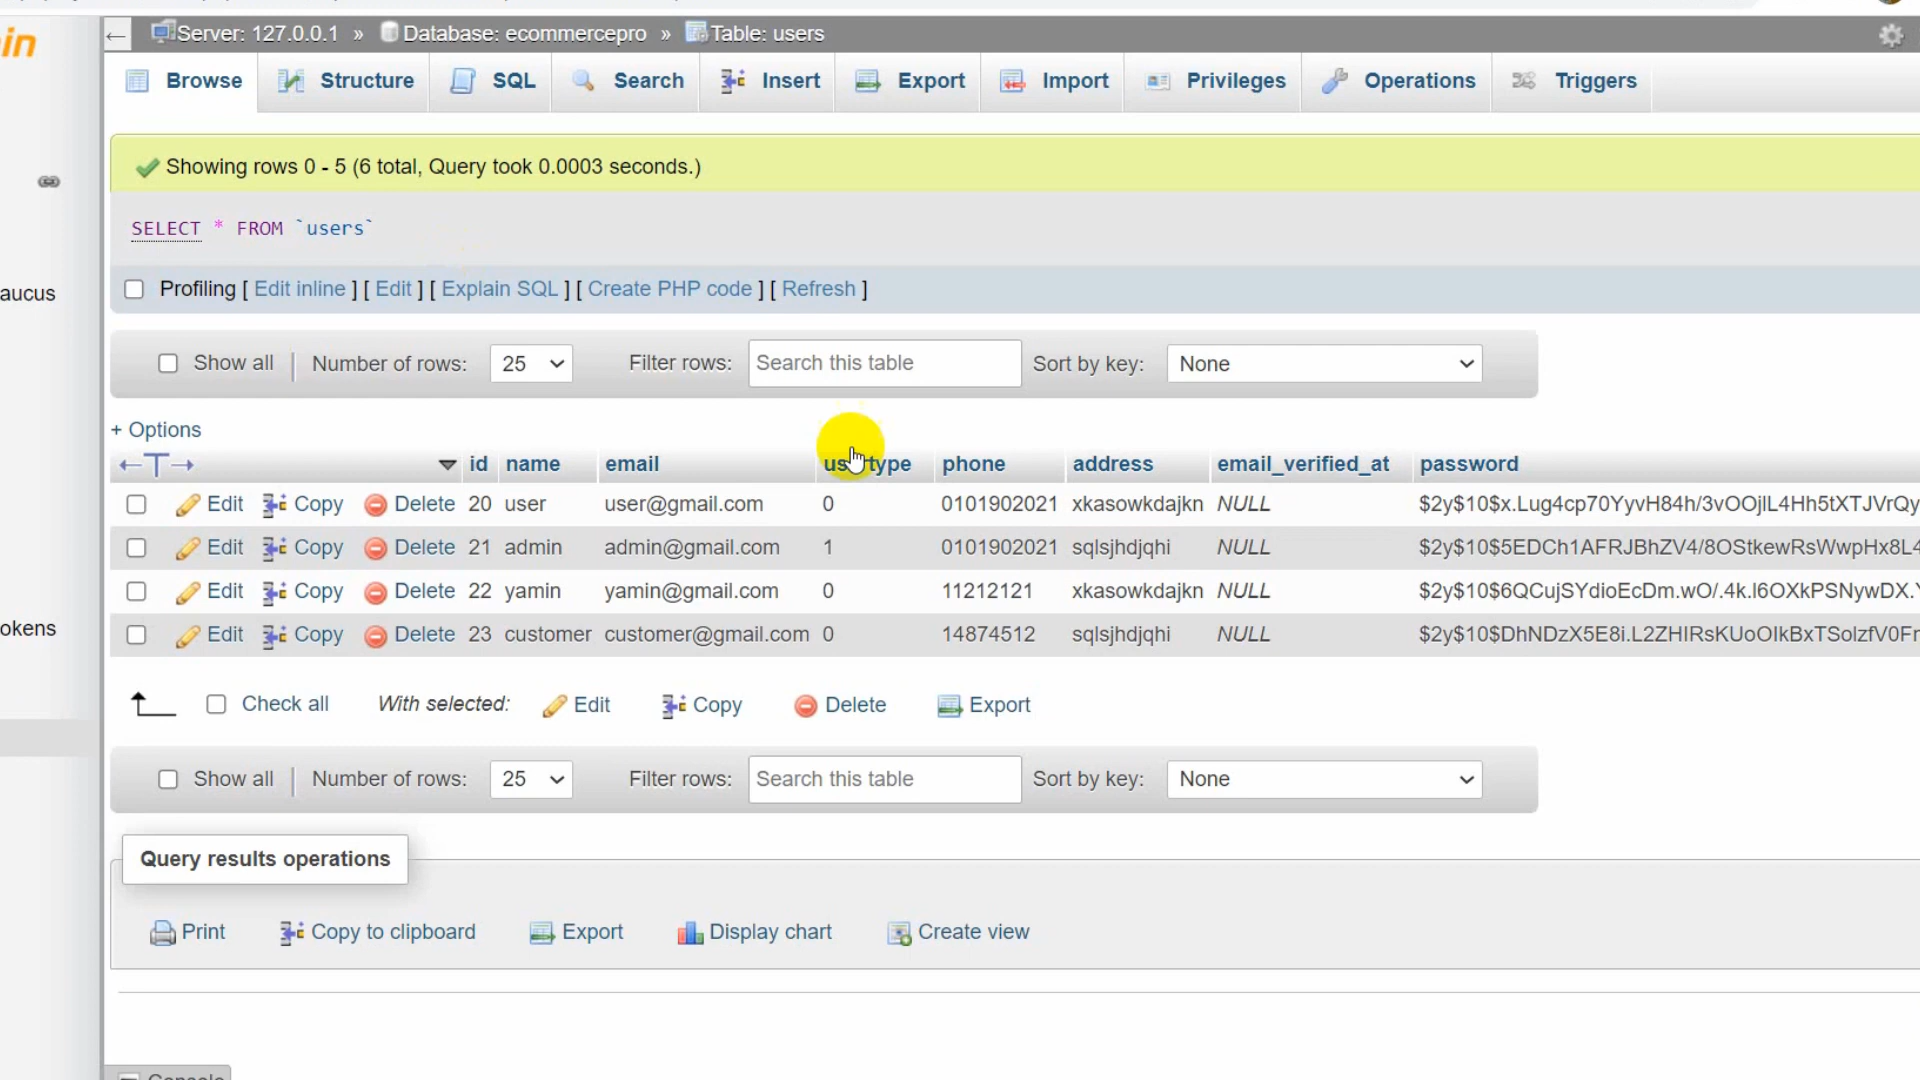 in
Server: 127.0.0.1 » Database: ecommercepro » Table: users
Browse Structure SQL Search Insert Export Import Privileges Operations Triggers
Showing rows 0 - 5 (6 total, Query took 0.0003 seconds.)
SELECT * FROM `users`
aucus
Profiling [ Edit inline ] [ Edit ] [ Explain SQL ] [ Create PHP code ] [ Refresh ]
Show all Number of rows: 25 Filter rows: Search this table Sort by key: None
+ Options
id name email usertype phone address email_verified_at password
Edit Copy Delete 20 user user@gmail.com 0 0101902021 xkasowkdajkn NULL $2y$10$x.Lug4cp70YyvH84h/3vOOjlL4Hh5tXTJVrQy
Edit Copy Delete 21 admin admin@gmail.com 1 0101902021 sqlsjhdjqhi NULL $2y$10$5EDCh1AFRJBhZV4/8OStkewRsWwpHx8L4
Edit Copy Delete 22 yamin yamin@gmail.com 0 11212121 xkasowkdajkn NULL $2y$10$6QCujSYdioEcDm.wO/.4k.l6OXkPSNywDX.Y
okens
Edit Copy Delete 23 customer customer@gmail.com 0 14874512 sqlsjhdjqhi NULL $2y$10$DhNDzX5E8i.L2ZHIRsKUoOIkBxTSolzfV0Fr
Check all With selected: Edit Copy Delete Export
Show all Number of rows: 25 Filter rows: Search this table Sort by key: None
Query results operations
Print Copy to clipboard Export Display chart Create view
Console